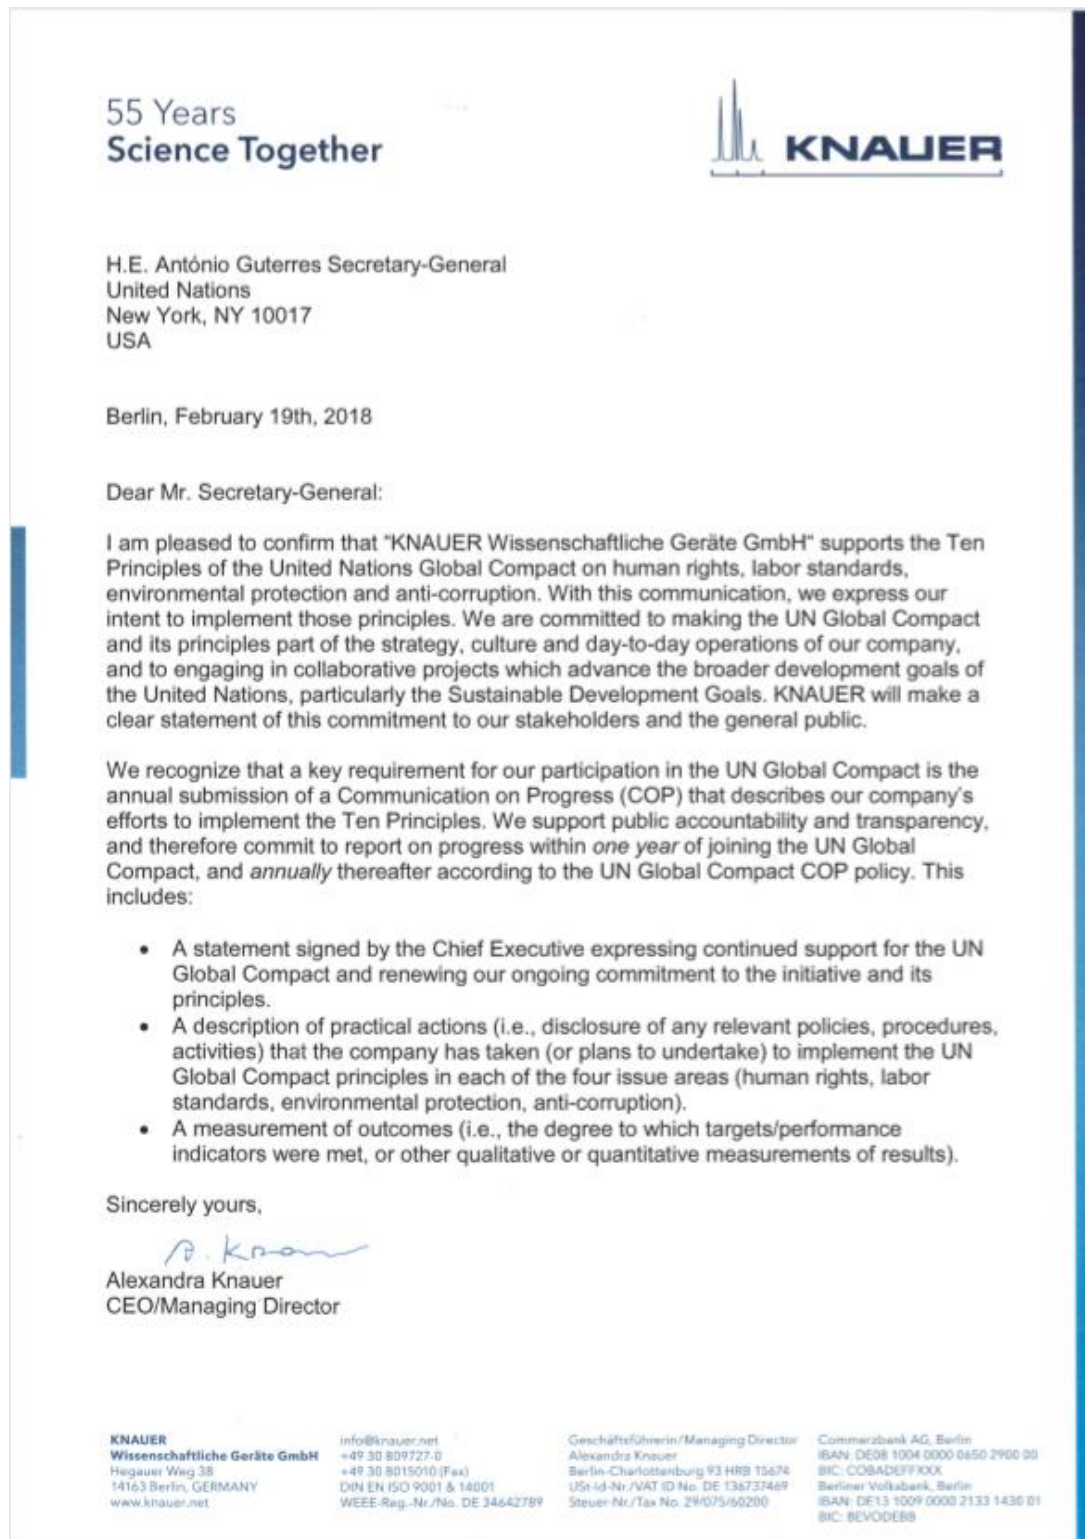 55 Years
Science Together
KNAUER
H.E. António Guterres Secretary-General
United Nations
New York, NY 10017
USA
Berlin, February 19th, 2018
Dear Mr. Secretary-General:
I am pleased to confirm that "KNAUER Wissenschaftliche Geräte GmbH" supports the Ten
Principles of the United Nations Global Compact on human rights, labor standards,
environmental protection and anti-corruption. With this communication, we express our
intent to implement those principles. We are committed to making the UN Global Compact
and its principles part of the strategy, culture and day-to-day operations of our company,
and to engaging in collaborative projects which advance the broader development goals of
the United Nations, particularly the Sustainable Development Goals. KNAUER will make a
clear statement of this commitment to our stakeholders and the general public.
We recognize that a key requirement for our participation in the UN Global Compact is the
annual submission of a Communication on Progress (COP) that describes our company's
efforts to implement the Ten Principles. We support public accountability and transparency,
and therefore commit to report on progress within one year of joining the UN Global
Compact, and annually thereafter according to the UN Global Compact COP policy. This
includes:
• A statement signed by the Chief Executive expressing continued support for the UN
Global Compact and renewing our ongoing commitment to the initiative and its
principles.
• A description of practical actions (i.e., disclosure of any relevant policies, procedures,
activities) that the company has taken (or plans to undertake) to implement the UN
Global Compact principles in each of the four issue areas (human rights, labor
standards, environmental protection, anti-corruption).
• A measurement of outcomes (i.e., the degree to which targets/performance
indicators were met, or other qualitative or quantitative measurements of results).
Sincerely yours,
A. Knauer
Alexandra Knauer
CEO/Managing Director
KNAUER
Wissenschaftliche Geräte GmbH
Hegauer Weg 38
14163 Berlin, GERMANY
www.knauer.net
info@knauer.net
+49 30 809727-0
+49 30 8015010 (Fax)
DIN EN ISO 9001 & 14001
WEEE-Reg.-Nr./No. DE 34642789
Geschäftsführerin/Managing Director
Alexandra Knauer
Berlin-Charlottenburg 93 HRB 15674
USt-Id-Nr./VAT ID No. DE 136737469
Steuer-Nr./Tax No. 29/075/60200
Commerzbank AG, Berlin
IBAN: DE08 1004 0000 0650 2900 00
BIC: COBADEFFXXX
Berliner Volksbank, Berlin
IBAN: DE13 1009 0000 2133 1430 01
BIC: BEVODEBB